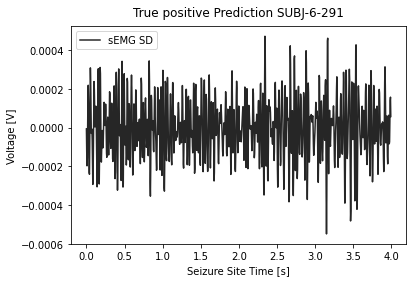 True positive Prediction SUBJ-6-291
sEMG SD
Voltage [V]
0.0004
0.0002
0.0000
−0.0002
−0.0004
−0.0006
0.0 0.5 1.0 1.5 2.0 2.5 3.0 3.5 4.0
Seizure Site Time [s]